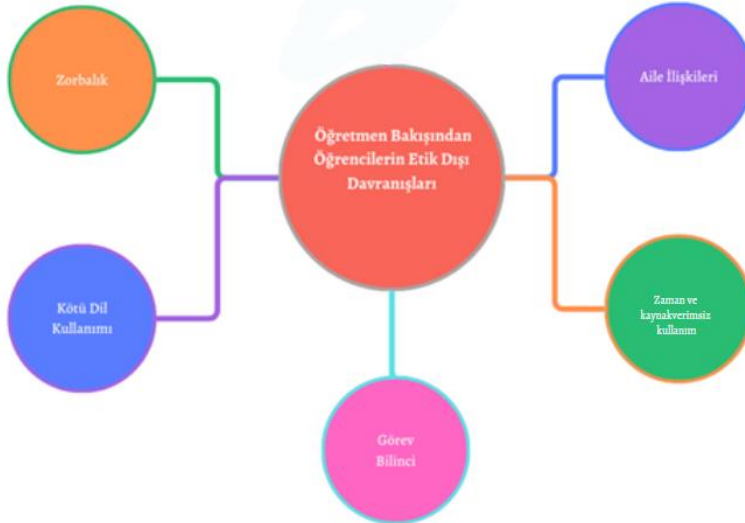 Zorbalık
Aile İlişkileri
Öğretmen Bakışından
Öğrencilerin Etik Dışı
Davranışları
Kötü Dil
Kullanımı
Zaman ve
kaynakverimsiz
kullanım
Görev
Bilinci